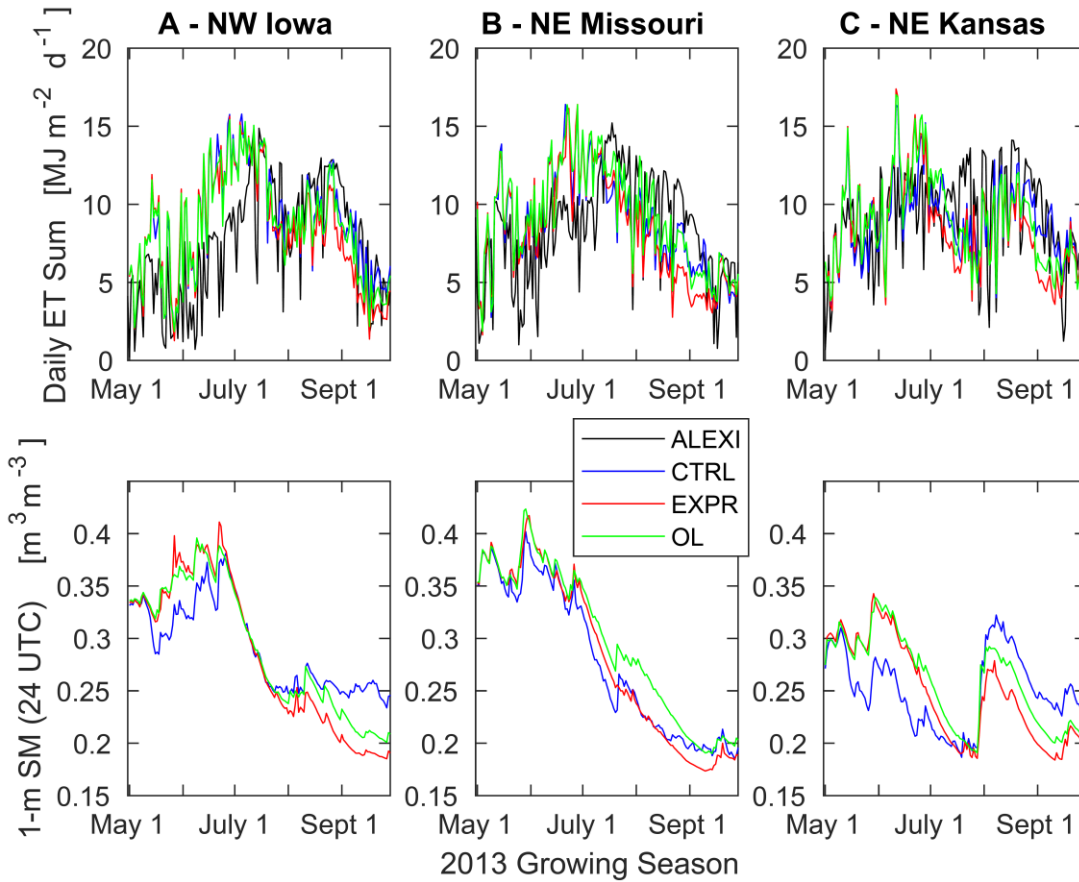 A - NW Iowa
B - NE Missouri
C - NE Kansas
Daily ET Sum [MJ m⁻² d⁻¹]
20
15
10
5
0
May 1 July 1 Sept 1
20
15
10
5
0
May 1 July 1 Sept 1
20
15
10
5
0
May 1 July 1 Sept 1
ALEXI
CTRL
EXPR
OL
1-m SM (24 UTC) [m³ m⁻³]
0.4
0.35
0.3
0.25
0.2
0.15
May 1 July 1 Sept 1
0.4
0.35
0.3
0.25
0.2
0.15
May 1 July 1 Sept 1
0.4
0.35
0.3
0.25
0.2
0.15
May 1 July 1 Sept 1
2013 Growing Season